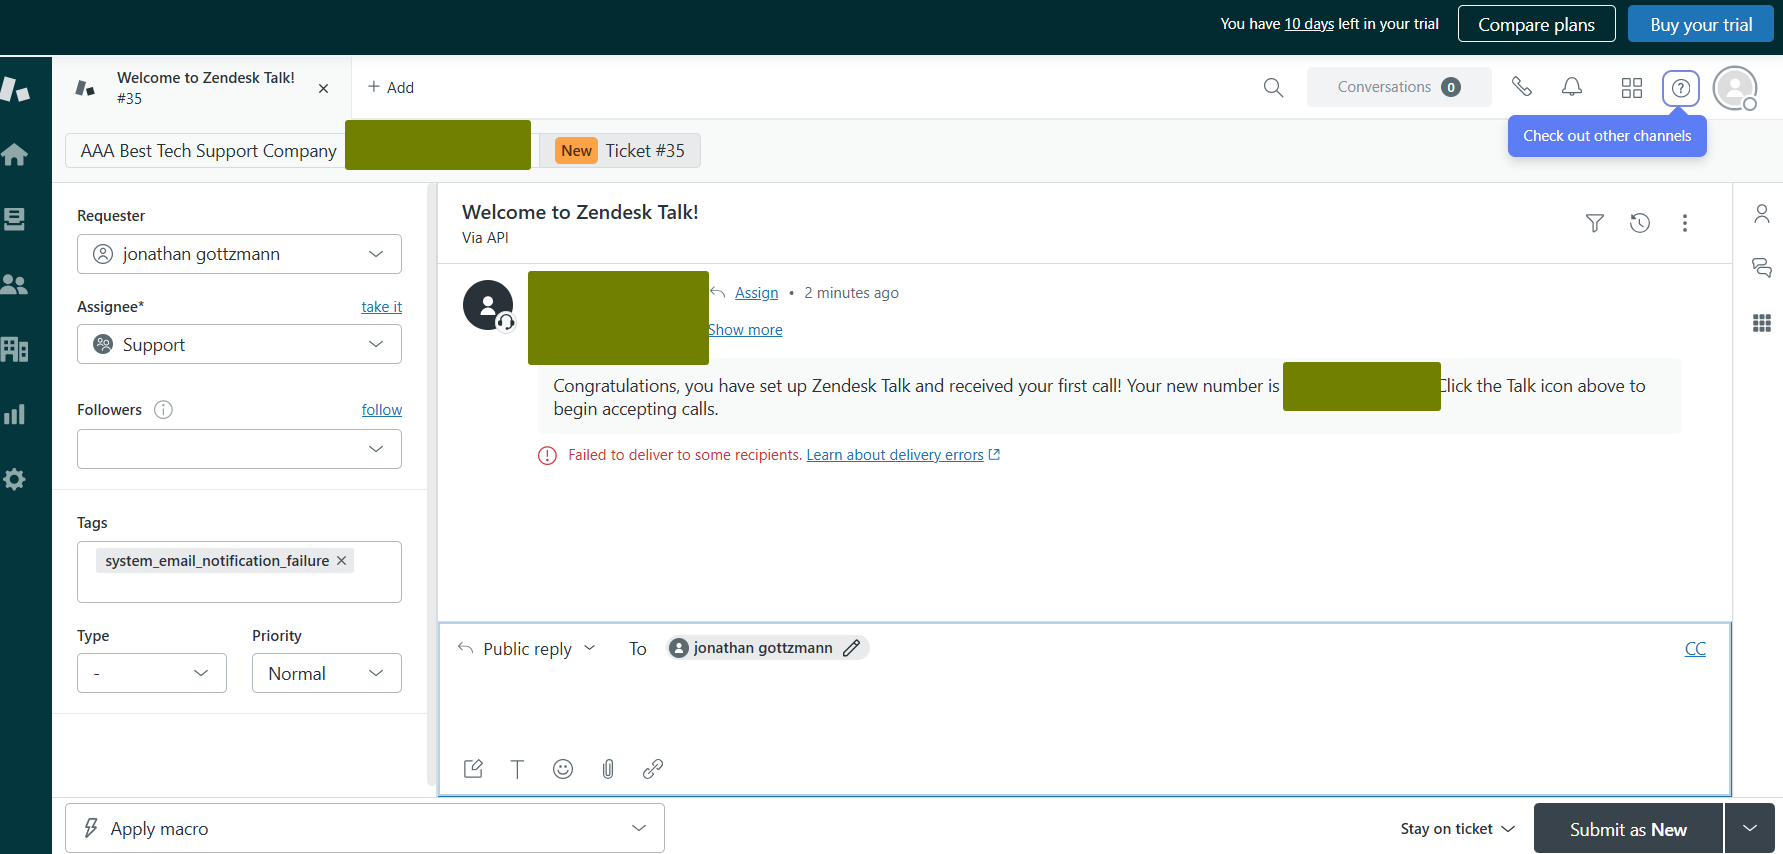 You have 10 days left in your trial
Compare plans
Buy your trial
Welcome to Zendesk Talk!
#35
+ Add
Conversations 0
Check out other channels
AAA Best Tech Support Company
New Ticket #35
Requester
jonathan gottzmann
Assignee*
take it
Support
Followers
follow
Tags
system_email_notification_failure
Type
Priority
-
Normal
Welcome to Zendesk Talk!
Via API
Assign • 2 minutes ago
Show more
Congratulations, you have set up Zendesk Talk and received your first call! Your new number is Click the Talk icon above to
begin accepting calls.
Failed to deliver to some recipients. Learn about delivery errors
Public reply To jonathan gottzmann
CC
Apply macro
Stay on ticket
Submit as New